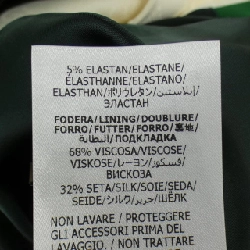 5% ELASTAN/ELASTANE/
ELASTHANNE/ELASTANO/
ELASTHAN/ポリウレタン/إيلاستين/
ЭЛАСТАН
FODERA/LINING/DOUBLURE/
FORRO/FUTTER/FORRO/裏地/
البطانة/ПОДКЛАДКА
68% VISCOSA/VISCOSE/
VISKOSE/レーヨン/فسكوز/
ВИСКОЗА
32% SETA/SILK/SOIE/SEDA/
SEIDE/シルク/حرير/ШЁЛК
NON LAVARE / PROTEGGERE
GLI ACCESSORI PRIMA DEL
LAVAGGIO. / NON TRATTARE